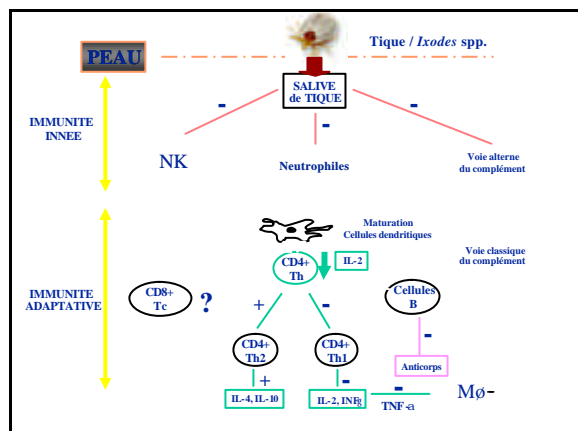 Tique / Ixodes spp.
PEAU
SALIVE
de TIQUE
-
-
-
IMMUNITE
INNEE
NK
Neutrophiles
Voie alterne
du complément
Maturation
Cellules dendritiques
CD4+
Th
IL-2
Voie classique
du complément
IMMUNITE
ADAPTATIVE
CD8+
Tc
?
Cellules
B
+
-
-
CD4+
Th2
CD4+
Th1
Anticorps
+
-
-
IL-4, IL-10
IL-2, INFg
TNF-a
Mø-